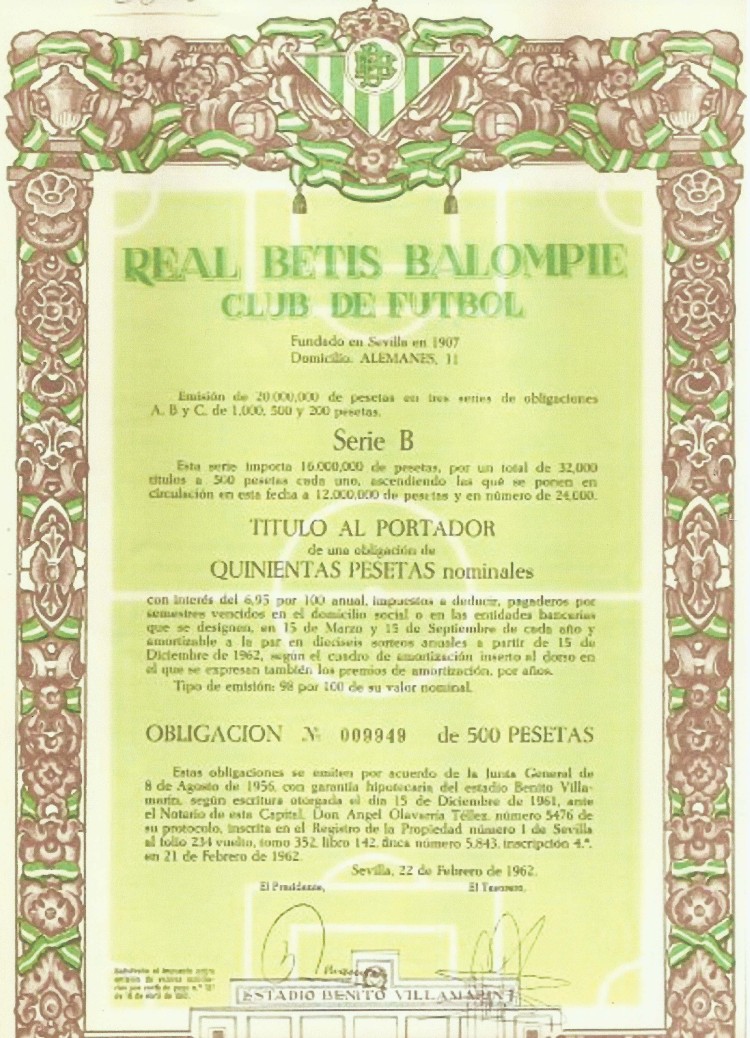 REAL BETIS BALOMPIE
CLUB DE FUTBOL
Fundado en Sevilla en 1907
Domicilio: ALEMANES, 11
Emisión de 20.000.000 de pesetas en tres series de obligaciones
A, B y C. de 1.000, 500 y 200 pesetas.
Serie B
Esta serie importa 16.000.000 de pesetas, por un total de 32.000
títulos a 500 pesetas cada uno, ascendiendo las que se ponen en
circulación en esta fecha a 12.000.000 de pesetas y en número de 24.000.
TITULO AL PORTADOR
de una obligación de
QUINIENTAS PESETAS nominales
con interés del 6,95 por 100 anual, impuestos a deducir, pagaderos por
semestres vencidos en el domicilio social o en las entidades bancarias
que se designen, en 15 de Marzo y 15 de Septiembre de cada año y
amortizable a la par en dieciseis sorteos anuales a partir de 15 de
Diciembre de 1962, según el cuadro de amortización inserto al dorso en
el que se expresan también los premios de amortización, por años.
Tipo de emisión: 98 por 100 de su valor nominal.
OBLIGACION Nº 009949 de 500 PESETAS
Estas obligaciones se emiten por acuerdo de la Junta General de
8 de Agosto de 1956, con garantía hipotecaria del estadio Benito Villa-
marín, según escritura otorgada el día 15 de Diciembre de 1961, ante
el Notario de esta Capital, Don Angel Olavarría Téllez, número 5476 de
su protocolo, inscrita en el Registro de la Propiedad número 1 de Sevilla
al folio 234 vuelto, tomo 352, libro 142, finca número 5.843, inscripción 4.ª,
en 21 de Febrero de 1962.
Sevilla, 22 de Febrero de 1962.
El Presidente, El Tesorero,
Satisfecho el impuesto sobre
emisión de valores
de de 1962
ESTADIO BENITO VILLAMARIN